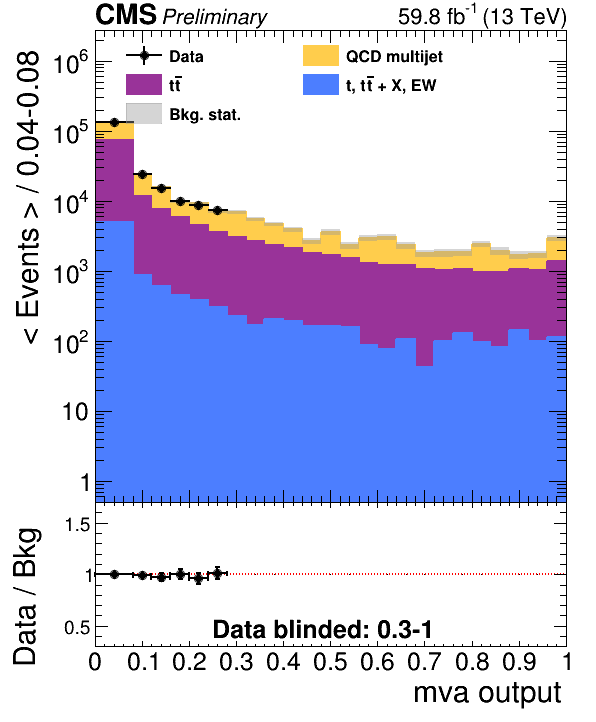 CMS Preliminary 59.8 fb⁻¹ (13 TeV)
Data
QCD multijet
tt̅
t, tt̅ + X, EW
Bkg. stat.
< Events > / 0.04-0.08
10⁶
10⁵
10⁴
10³
10²
10
1
Data / Bkg
1.5
1
0.5
Data blinded: 0.3-1
0 0.1 0.2 0.3 0.4 0.5 0.6 0.7 0.8 0.9 1
mva output